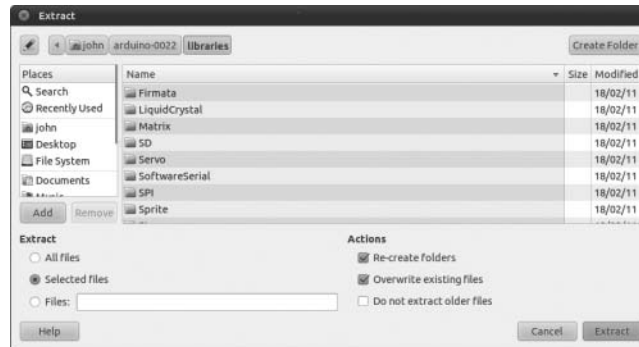 Extract
john arduino-0022 libraries Create Folder
Places Name Size Modified
Search Firmata 18/02/11
Recently Used LiquidCrystal 18/02/11
john Matrix 18/02/11
Desktop SD 18/02/11
File System Servo 18/02/11
Documents SoftwareSerial 18/02/11
SPI 18/02/11
Add Remove Sprite 18/02/11
Extract Actions
All files Re-create folders
Selected files Overwrite existing files
Files: Do not extract older files
Help Cancel Extract